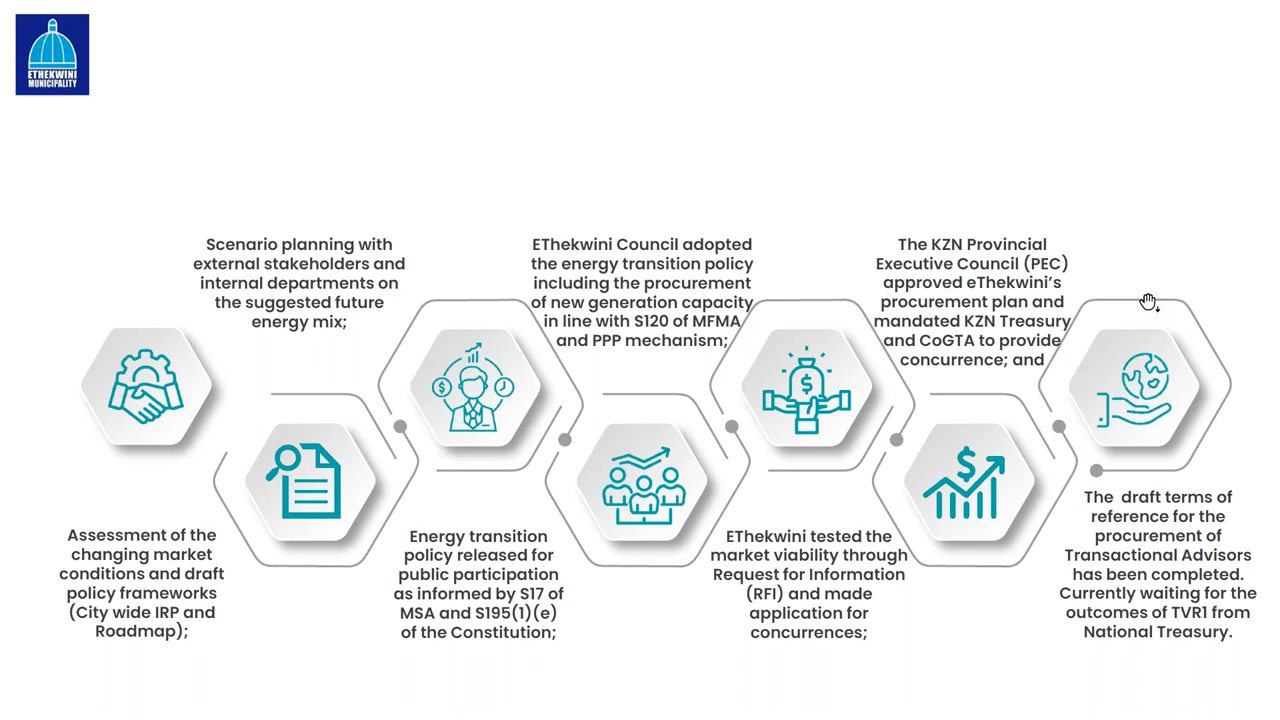 ETHEKWINI
MUNICIPALITY
Assessment of the
changing market
conditions and draft
policy frameworks
(City wide IRP and
Roadmap);
Scenario planning with
external stakeholders and
internal departments on
the suggested future
energy mix;
Energy transition
policy released for
public participation
as informed by S17 of
MSA and S195(1)(e)
of the Constitution;
EThekwini Council adopted
the energy transition policy
including the procurement
of new generation capacity
in line with S120 of MFMA
and PPP mechanism;
EThekwini tested the
market viability through
Request for Information
(RFI) and made
application for
concurrences;
The KZN Provincial
Executive Council (PEC)
approved eThekwini's
procurement plan and
mandated KZN Treasury
and CoGTA to provide
concurrence; and
The draft terms of
reference for the
procurement of
Transactional Advisors
has been completed.
Currently waiting for the
outcomes of TVR1 from
National Treasury.